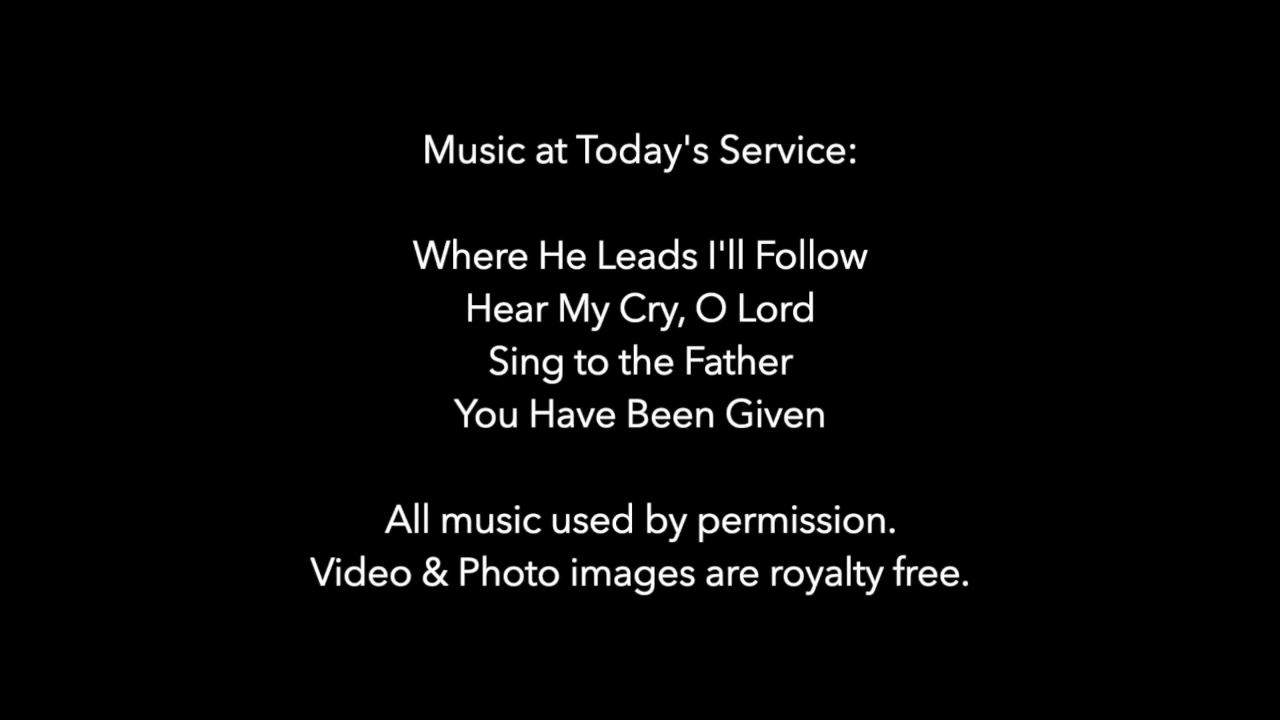 Music at Today's Service:
Where He Leads I'll Follow
Hear My Cry, O Lord
Sing to the Father
You Have Been Given
All music used by permission.
Video & Photo images are royalty free.